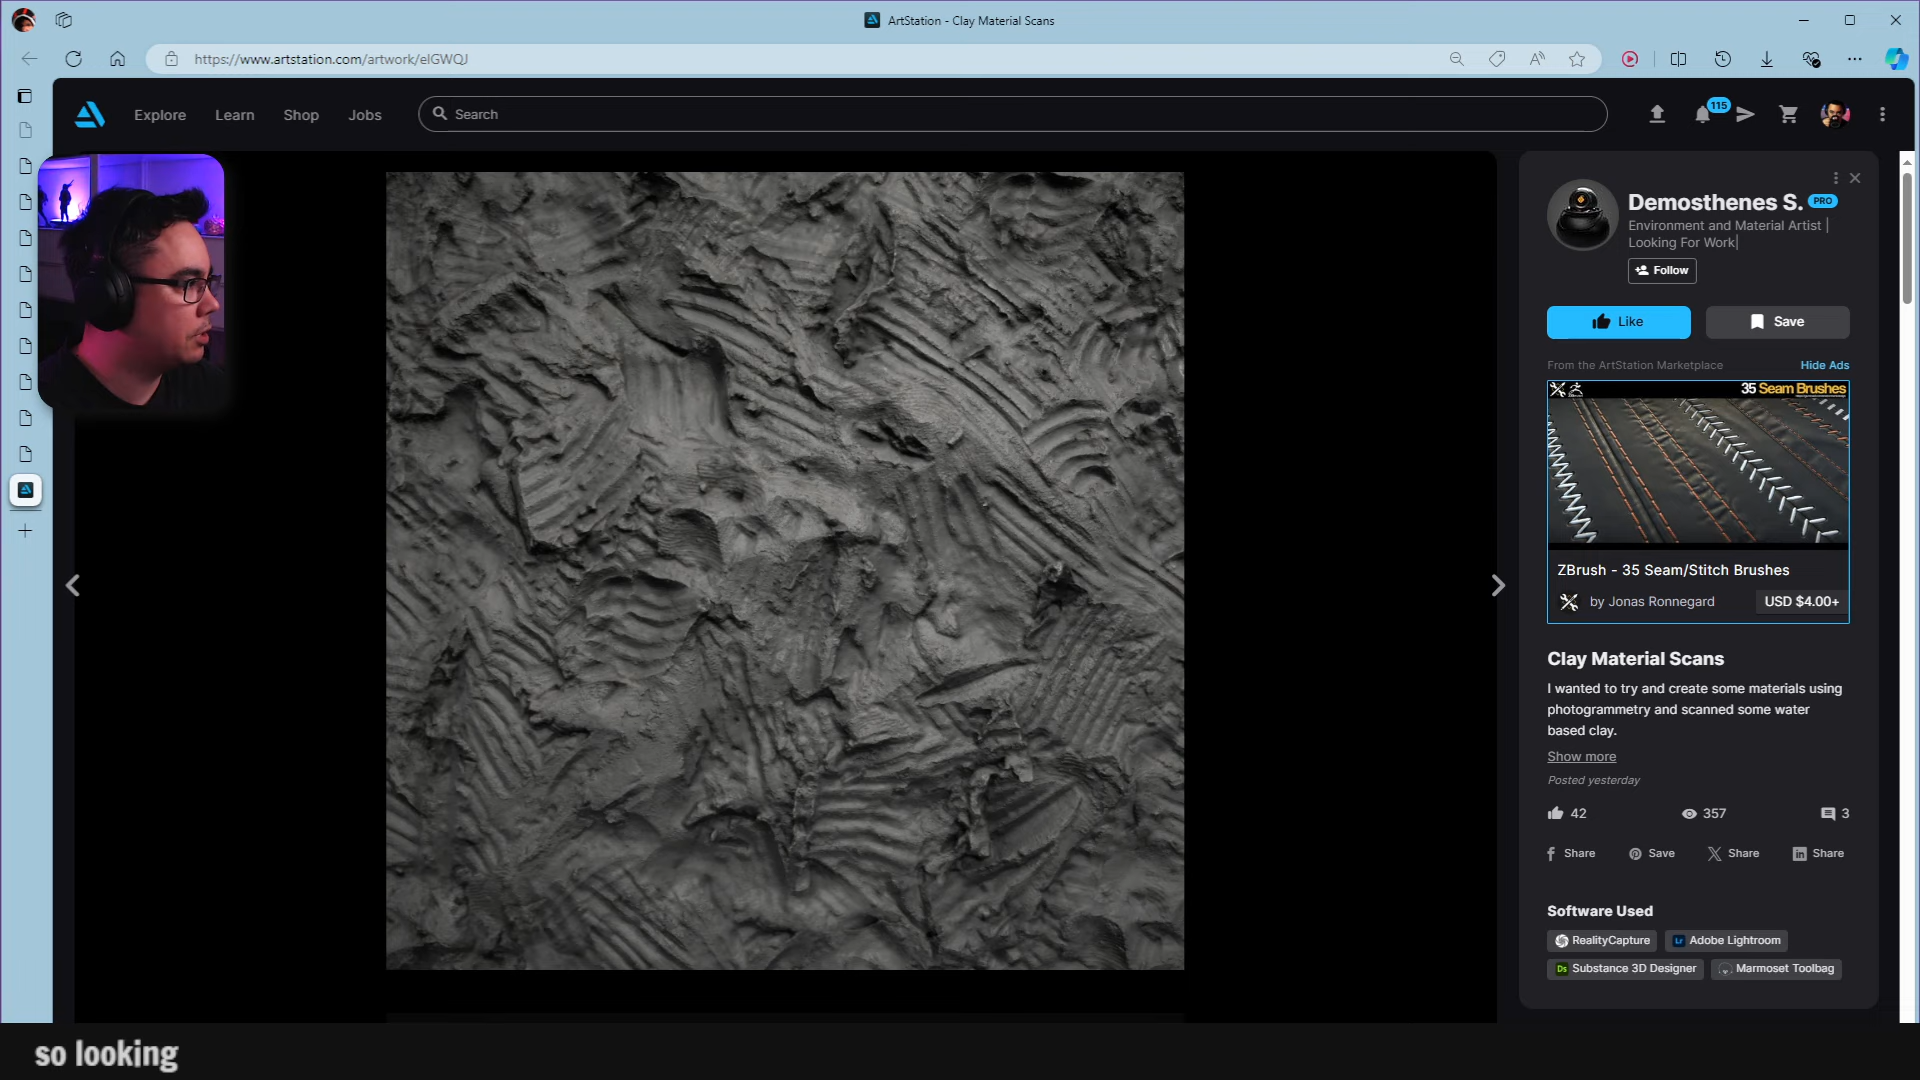 ArtStation - Clay Material Scans
https://www.artstation.com/artwork/elGWQJ
Explore
Learn
Shop
Jobs
Search
115
Demosthenes S. PRO
Environment and Material Artist |
Looking For Work|
Follow
Like
Save
From the ArtStation Marketplace
Hide Ads
35 Seam Brushes
ZBrush - 35 Seam/Stitch Brushes
by Jonas Ronnegard
USD $4.00+
Clay Material Scans
I wanted to try and create some materials using
photogrammetry and scanned some water
based clay.
Show more
Posted yesterday
42
357
3
Share
Save
Share
Share
Software Used
RealityCapture
Lr Adobe Lightroom
Ds Substance 3D Designer
Marmoset Toolbag
so looking